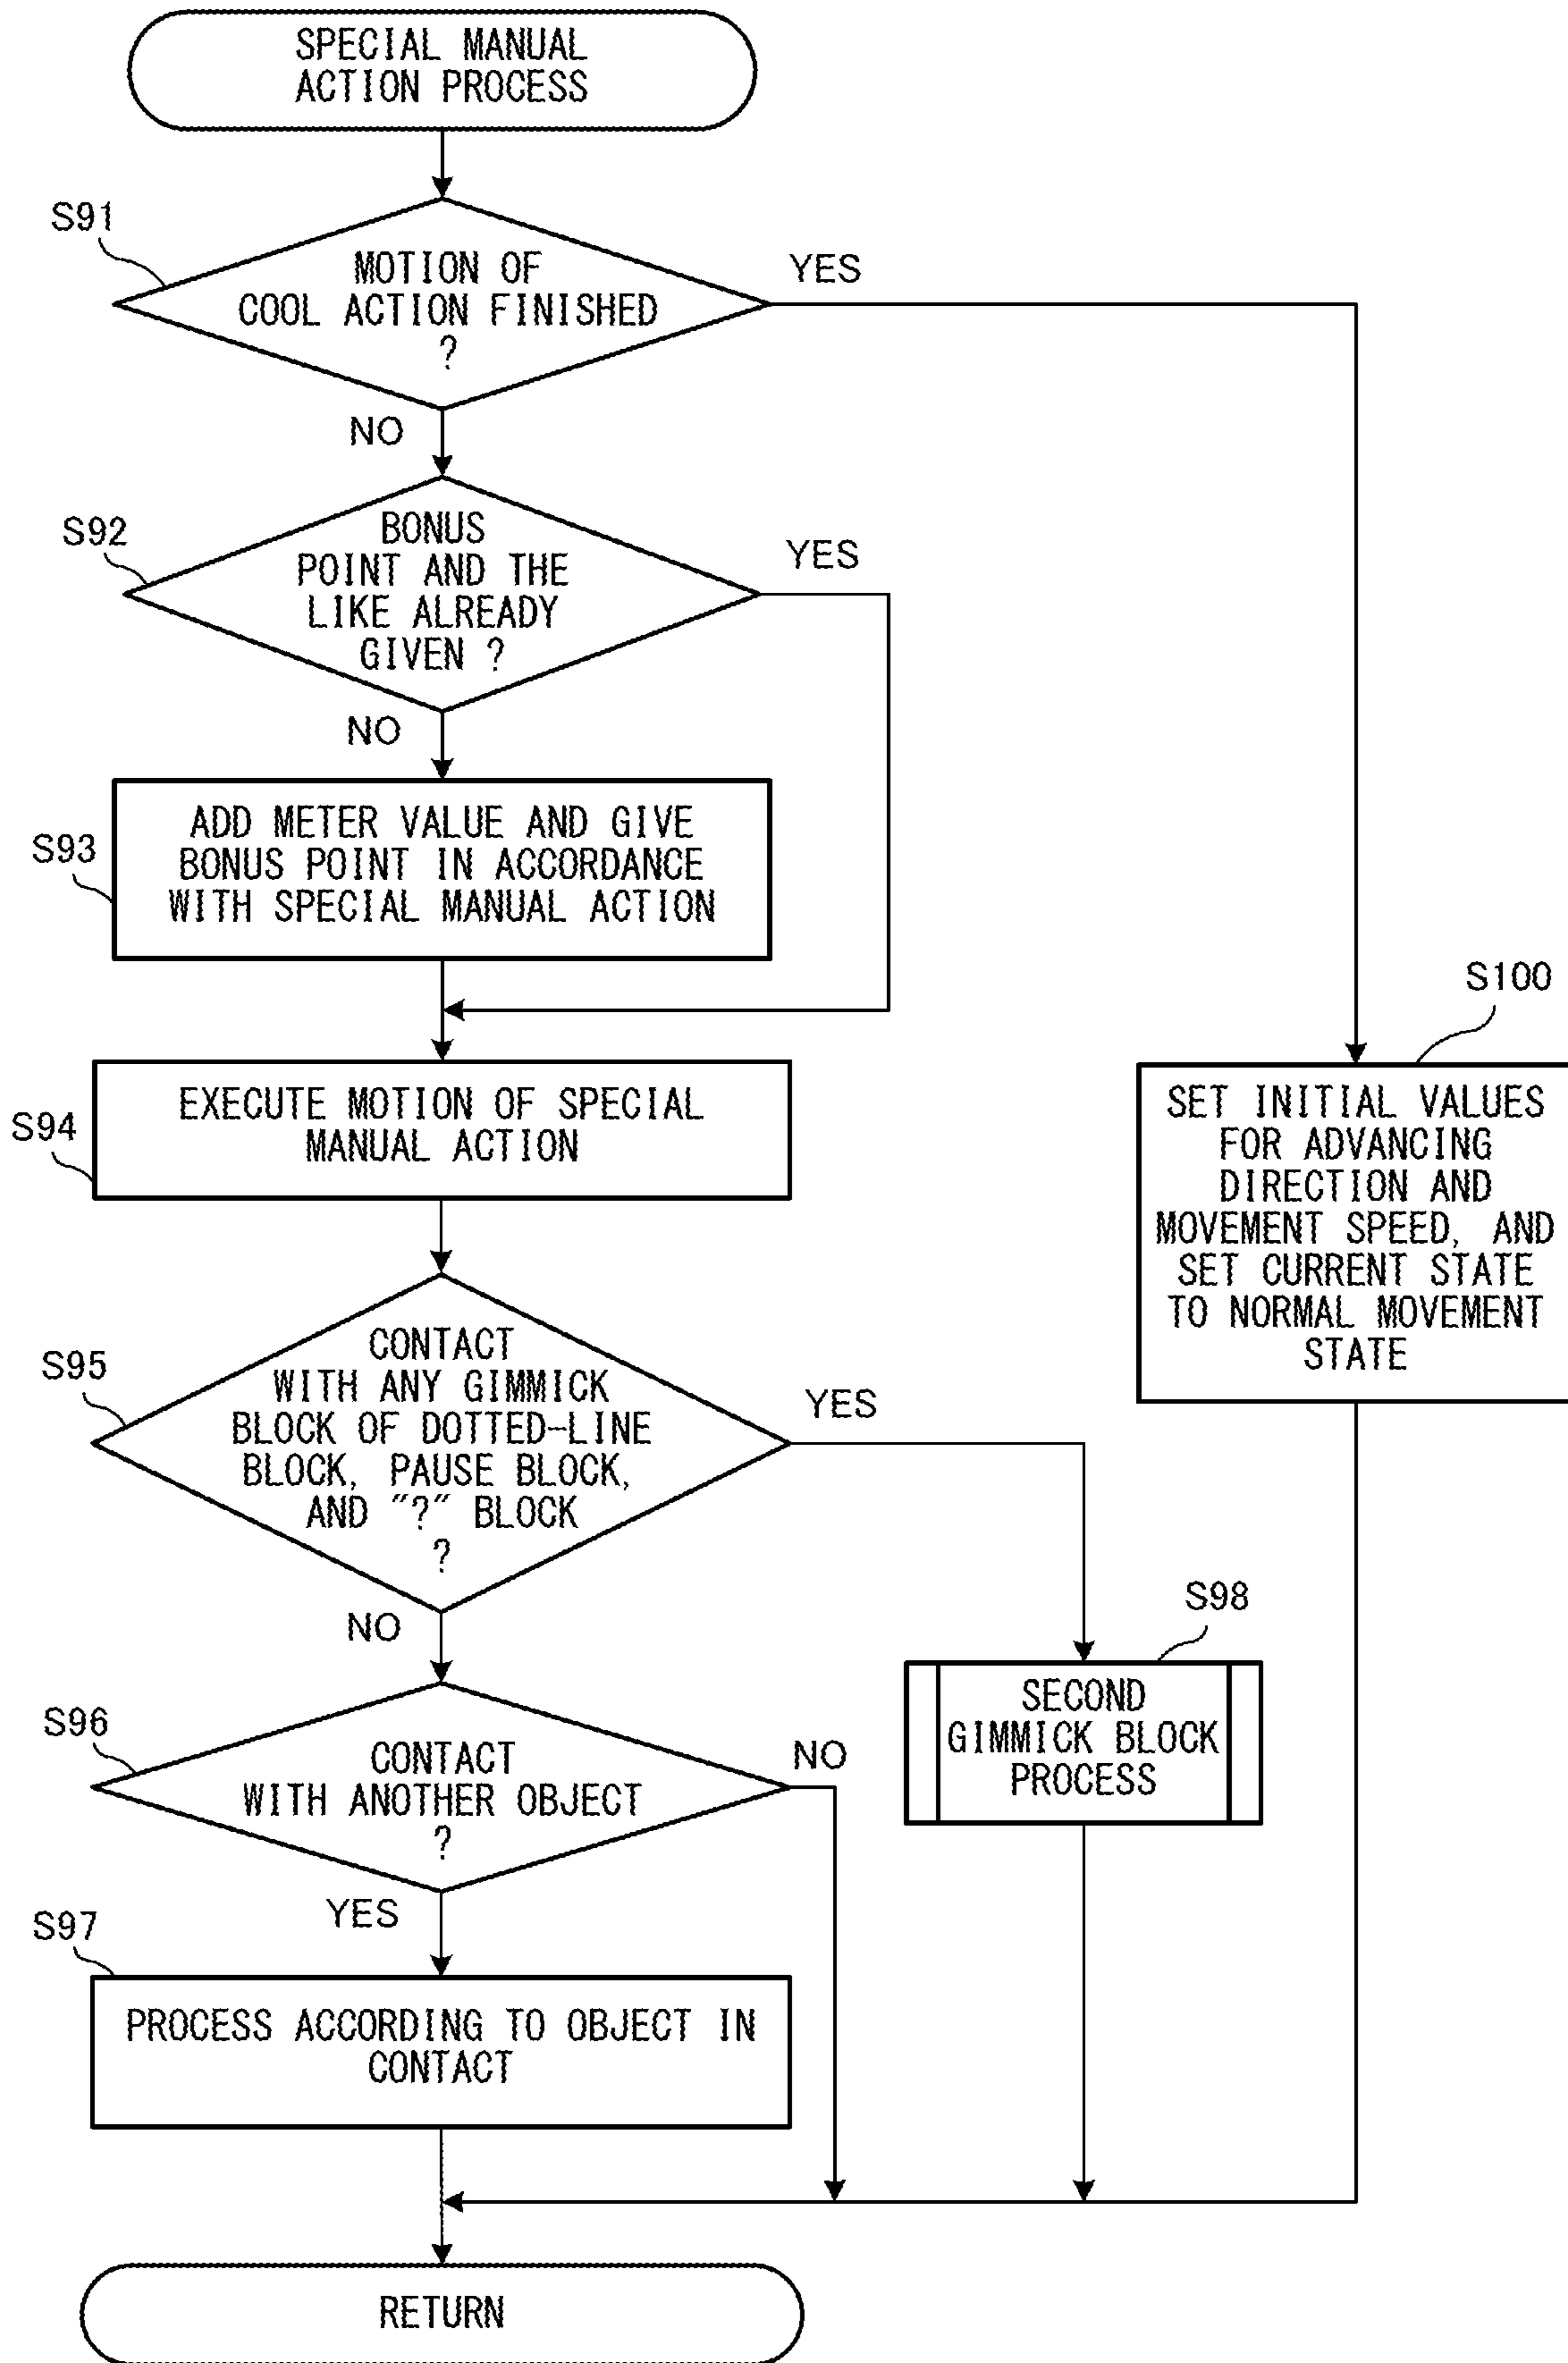 SPECIAL MANUAL
ACTION PROCESS
S91
MOTION OF
COOL ACTION FINISHED
?
YES
NO
S92
BONUS
POINT AND THE
LIKE ALREADY
GIVEN ?
YES
NO
S93
ADD METER VALUE AND GIVE
BONUS POINT IN ACCORDANCE
WITH SPECIAL MANUAL ACTION
S94
EXECUTE MOTION OF SPECIAL
MANUAL ACTION
S100
SET INITIAL VALUES
FOR ADVANCING
DIRECTION AND
MOVEMENT SPEED, AND
SET CURRENT STATE
TO NORMAL MOVEMENT
STATE
S95
CONTACT
WITH ANY GIMMICK
BLOCK OF DOTTED-LINE
BLOCK, PAUSE BLOCK,
AND "?" BLOCK
?
YES
NO
S98
SECOND
GIMMICK BLOCK
PROCESS
S96
CONTACT
WITH ANOTHER OBJECT
?
NO
YES
S97
PROCESS ACCORDING TO OBJECT IN
CONTACT
RETURN